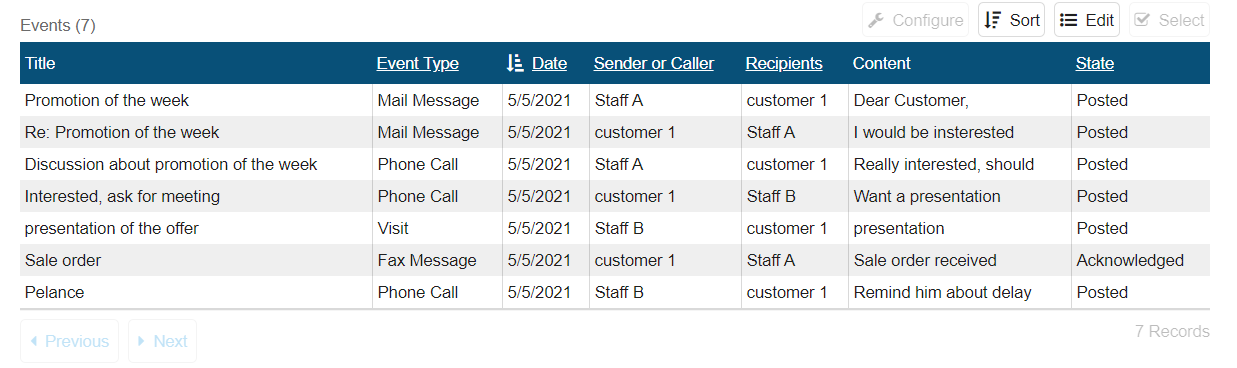 Events (7)
Configure Sort Edit Select
Title Event Type Date Sender or Caller Recipients Content State
Promotion of the week Mail Message 5/5/2021 Staff A customer 1 Dear Customer, Posted
Re: Promotion of the week Mail Message 5/5/2021 customer 1 Staff A I would be insterested Posted
Discussion about promotion of the week Phone Call 5/5/2021 Staff A customer 1 Really interested, should Posted
Interested, ask for meeting Phone Call 5/5/2021 customer 1 Staff B Want a presentation Posted
presentation of the offer Visit 5/5/2021 Staff B customer 1 presentation Posted
Sale order Fax Message 5/5/2021 customer 1 Staff A Sale order received Acknowledged
Pelance Phone Call 5/5/2021 Staff B customer 1 Remind him about delay Posted
Previous Next 7 Records